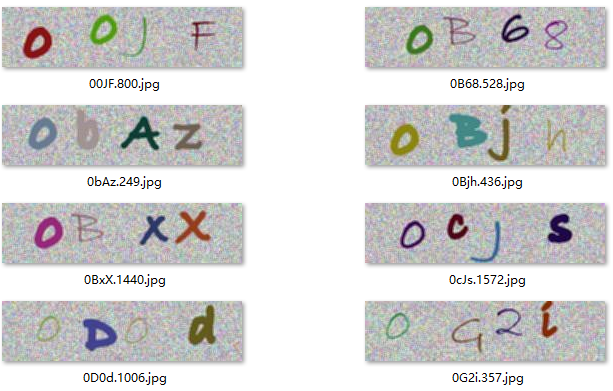 0 0 J F
0 B 6 8
00JF.800.jpg
0B68.528.jpg
0 b A z
0 B j h
0bAz.249.jpg
0Bjh.436.jpg
0 B x X
0 c J s
0BxX.1440.jpg
0cJs.1572.jpg
0 D 0 d
0 G 2 i
0D0d.1006.jpg
0G2i.357.jpg